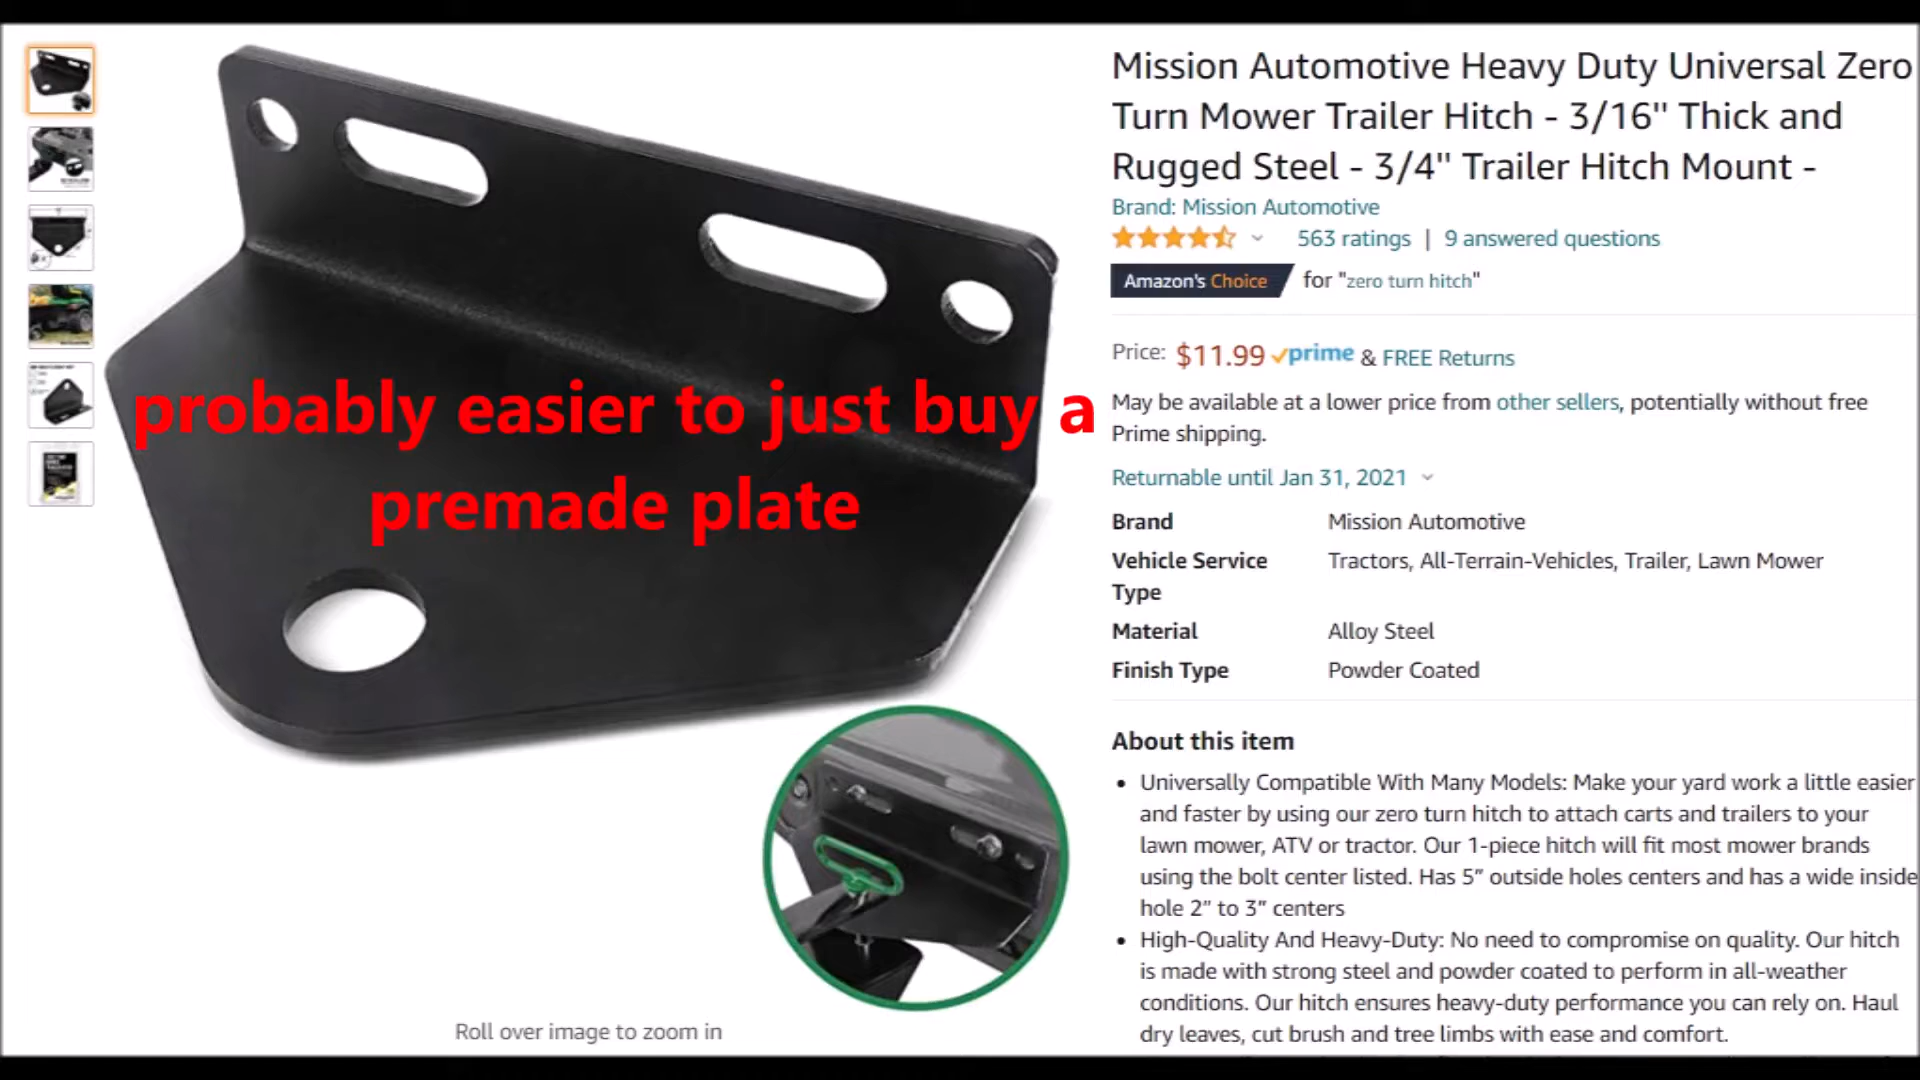 probably easier to just buy a
premade plate
Roll over image to zoom in
Mission Automotive Heavy Duty Universal Zero
Turn Mower Trailer Hitch - 3/16" Thick and
Rugged Steel - 3/4" Trailer Hitch Mount -
Brand: Mission Automotive
563 ratings | 9 answered questions
Amazon's Choice for "zero turn hitch"
Price: $11.99 prime & FREE Returns
May be available at a lower price from other sellers, potentially without free
Prime shipping.
Returnable until Jan 31, 2021
Brand Mission Automotive
Vehicle Service Tractors, All-Terrain-Vehicles, Trailer, Lawn Mower
Type
Material Alloy Steel
Finish Type Powder Coated
About this item
• Universally Compatible With Many Models: Make your yard work a little easier
and faster by using our zero turn hitch to attach carts and trailers to your
lawn mower, ATV or tractor. Our 1-piece hitch will fit most mower brands
using the bolt center listed. Has 5” outside holes centers and has a wide inside
hole 2” to 3” centers
• High-Quality And Heavy-Duty: No need to compromise on quality. Our hitch
is made with strong steel and powder coated to perform in all-weather
conditions. Our hitch ensures heavy-duty performance you can rely on. Haul
dry leaves, cut brush and tree limbs with ease and comfort.